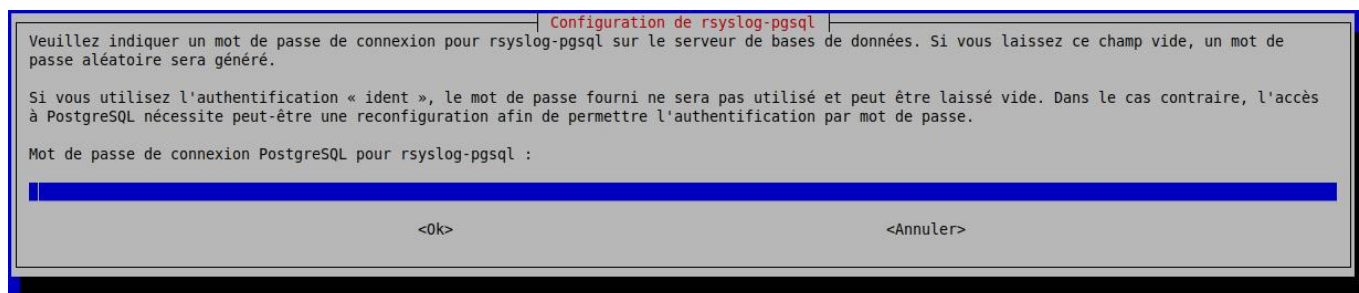 Configuration de rsyslog-pgsql
Veuillez indiquer un mot de passe de connexion pour rsyslog-pgsql sur le serveur de bases de données. Si vous laissez ce champ vide, un mot de
passe aléatoire sera généré.
Si vous utilisez l'authentification « ident », le mot de passe fourni ne sera pas utilisé et peut être laissé vide. Dans le cas contraire, l'accès
à PostgreSQL nécessite peut-être une reconfiguration afin de permettre l'authentification par mot de passe.
Mot de passe de connexion PostgreSQL pour rsyslog-pgsql :
<Ok> <Annuler>